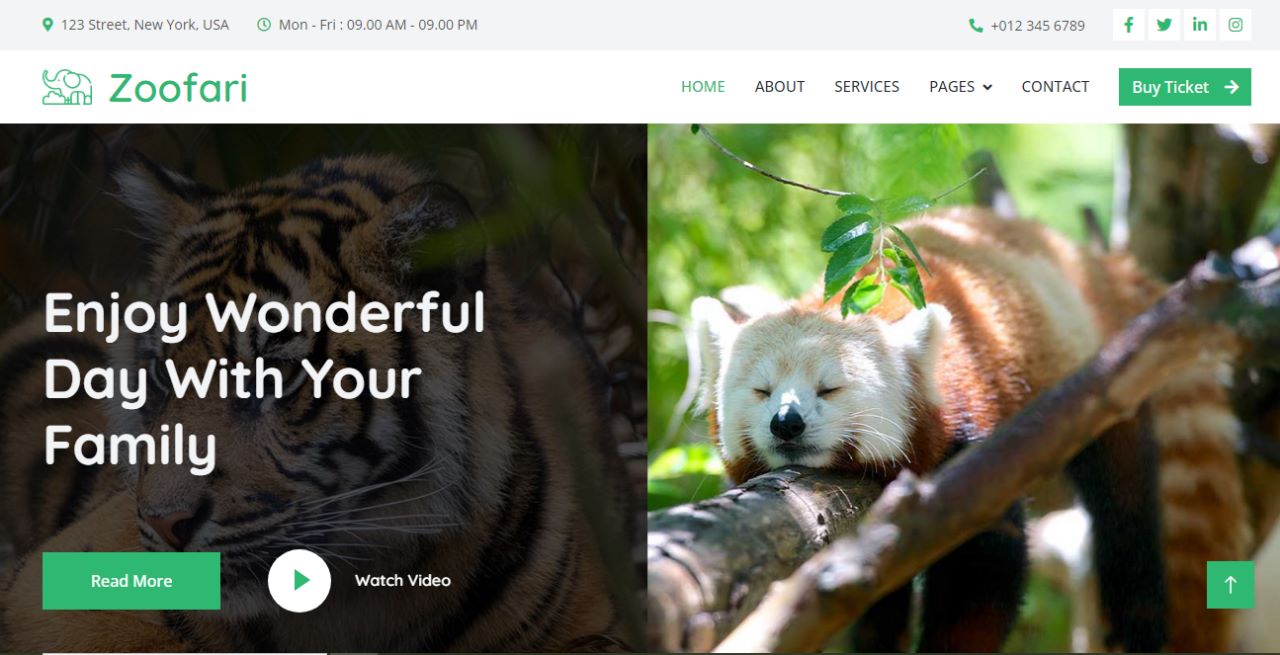 123 Street, New York, USA
Mon - Fri : 09.00 AM - 09.00 PM
+012 345 6789
Zoofari
HOME
ABOUT
SERVICES
PAGES
CONTACT
Buy Ticket
Enjoy Wonderful
Day With Your
Family
Read More
Watch Video